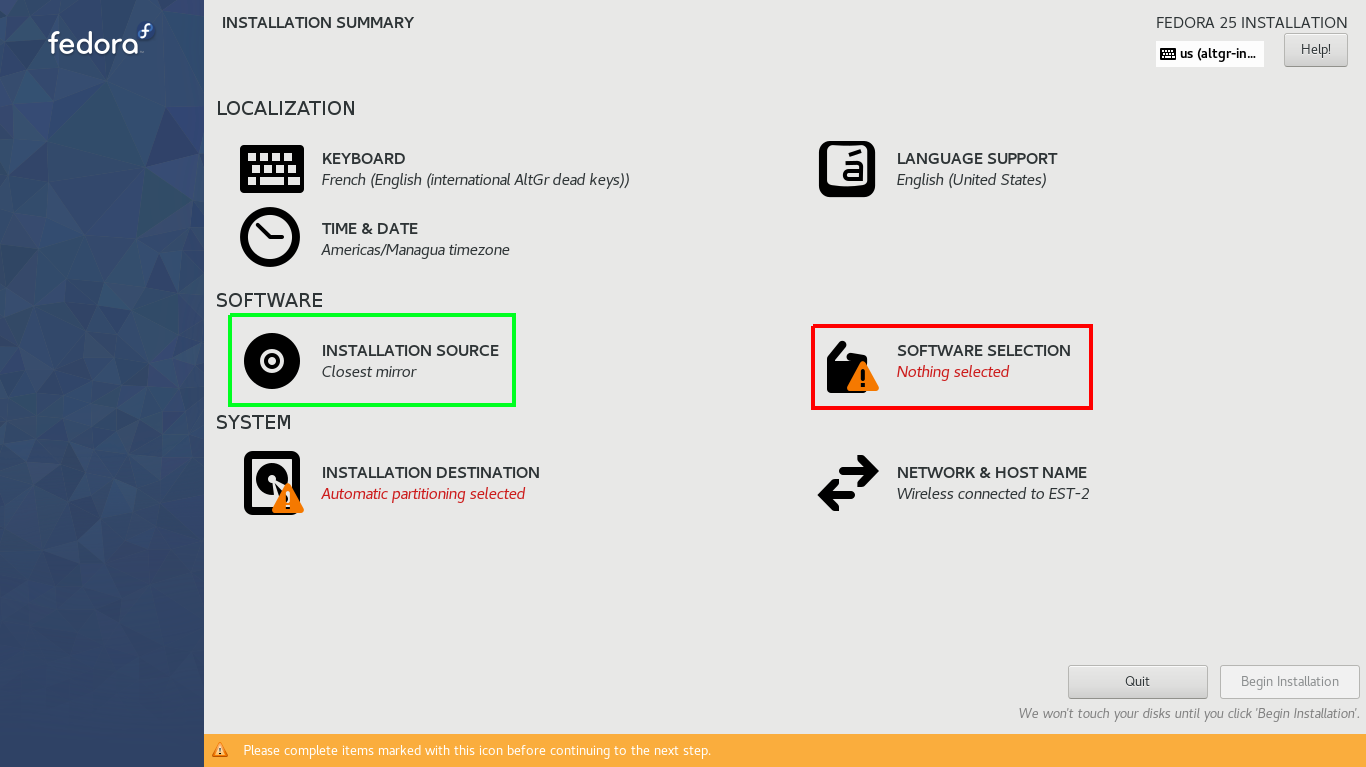 fedora
INSTALLATION SUMMARY
FEDORA 25 INSTALLATION
us (altgr-in...
Help!
LOCALIZATION
KEYBOARD
French (English (international AltGr dead keys))
LANGUAGE SUPPORT
English (United States)
TIME & DATE
Americas/Managua timezone
SOFTWARE
INSTALLATION SOURCE
Closest mirror
SOFTWARE SELECTION
Nothing selected
SYSTEM
INSTALLATION DESTINATION
Automatic partitioning selected
NETWORK & HOST NAME
Wireless connected to EST-2
Quit
Begin Installation
We won't touch your disks until you click 'Begin Installation'.
Please complete items marked with this icon before continuing to the next step.